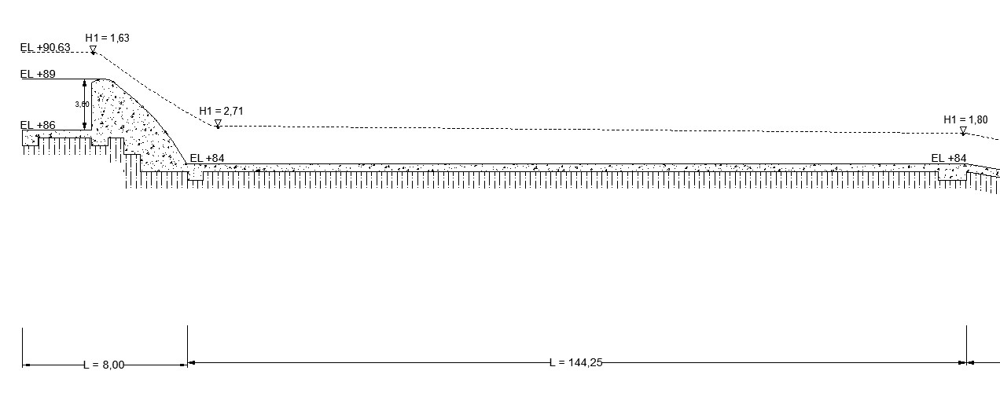 H1 = 1,63
EL +90,63
EL +89
3,60
H1 = 2,71
H1 = 1,80
EL +86
EL +84
EL +84
L = 8,00
L = 144,25